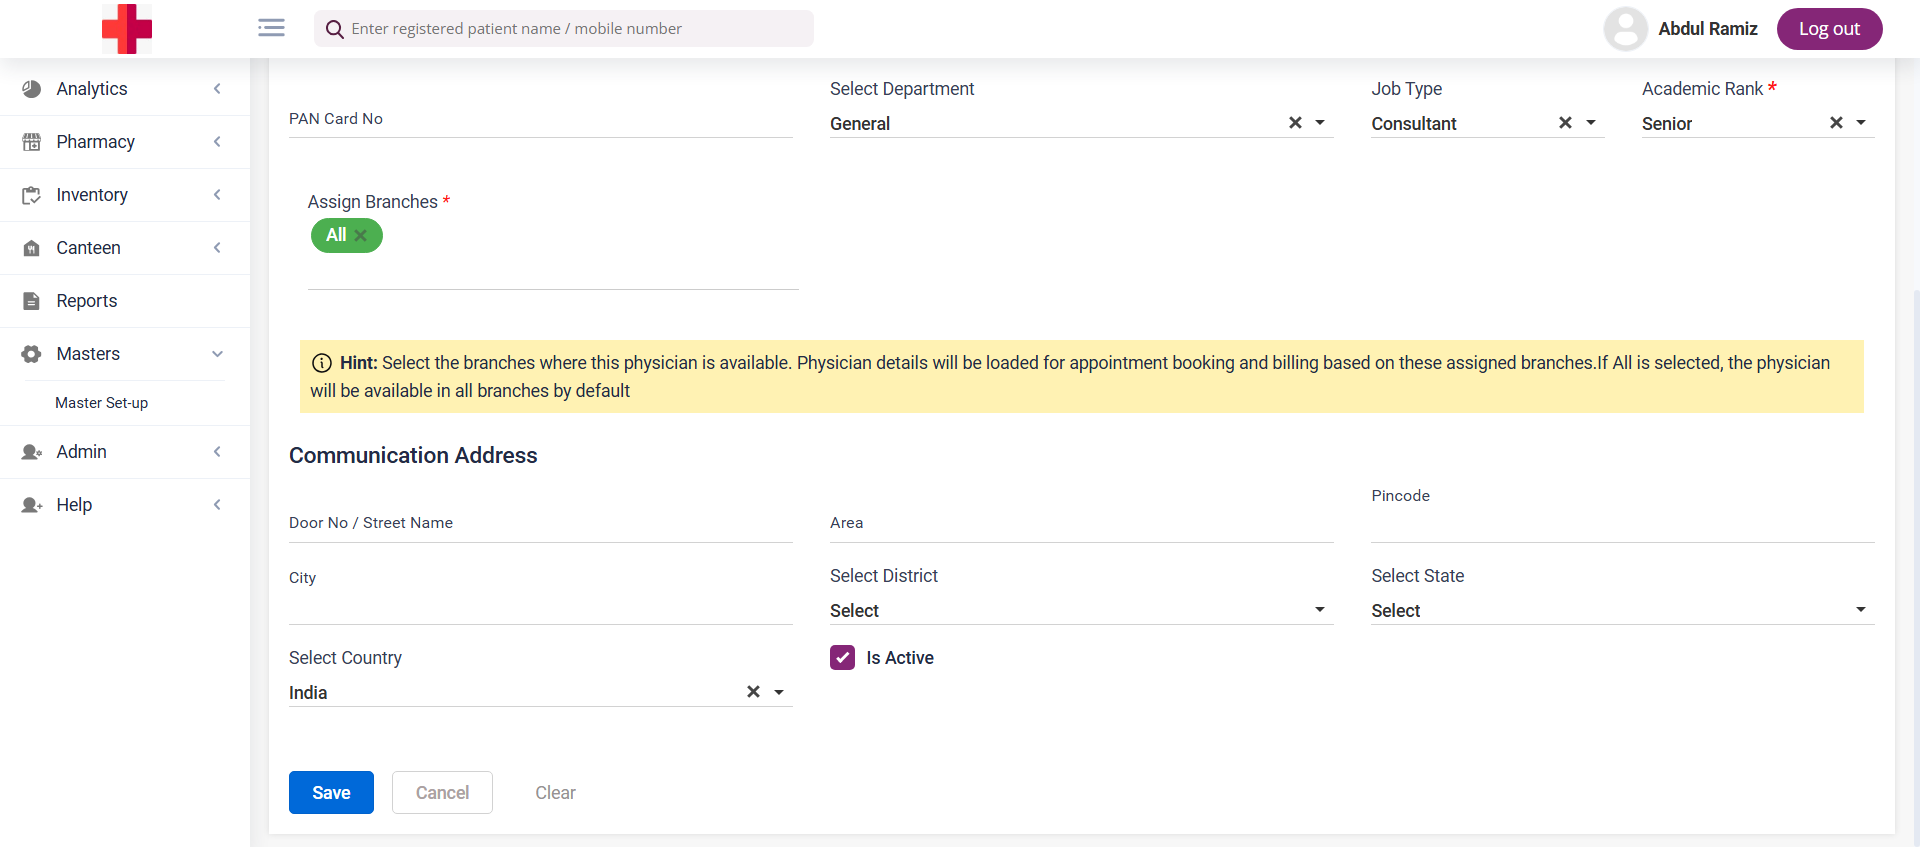 Enter registered patient name / mobile number
Abdul Ramiz
Log out
Analytics
Pharmacy
Inventory
Canteen
Reports
Masters
Master Set-up
Admin
Help
PAN Card No
Select Department
General
Job Type
Consultant
Academic Rank *
Senior
Assign Branches *
All
Hint: Select the branches where this physician is available. Physician details will be loaded for appointment booking and billing based on these assigned branches.If All is selected, the physician
will be available in all branches by default
Communication Address
Door No / Street Name
Area
Pincode
City
Select District
Select
Select State
Select
Select Country
India
Is Active
Save
Cancel
Clear